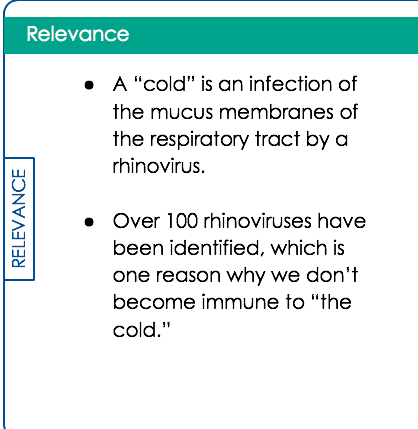 Relevance
● A “cold” is an infection of
the mucus membranes of
the respiratory tract by a
rhinovirus.
● Over 100 rhinoviruses have
been identified, which is
one reason why we don’t
become immune to “the
cold.”
RELEVANCE